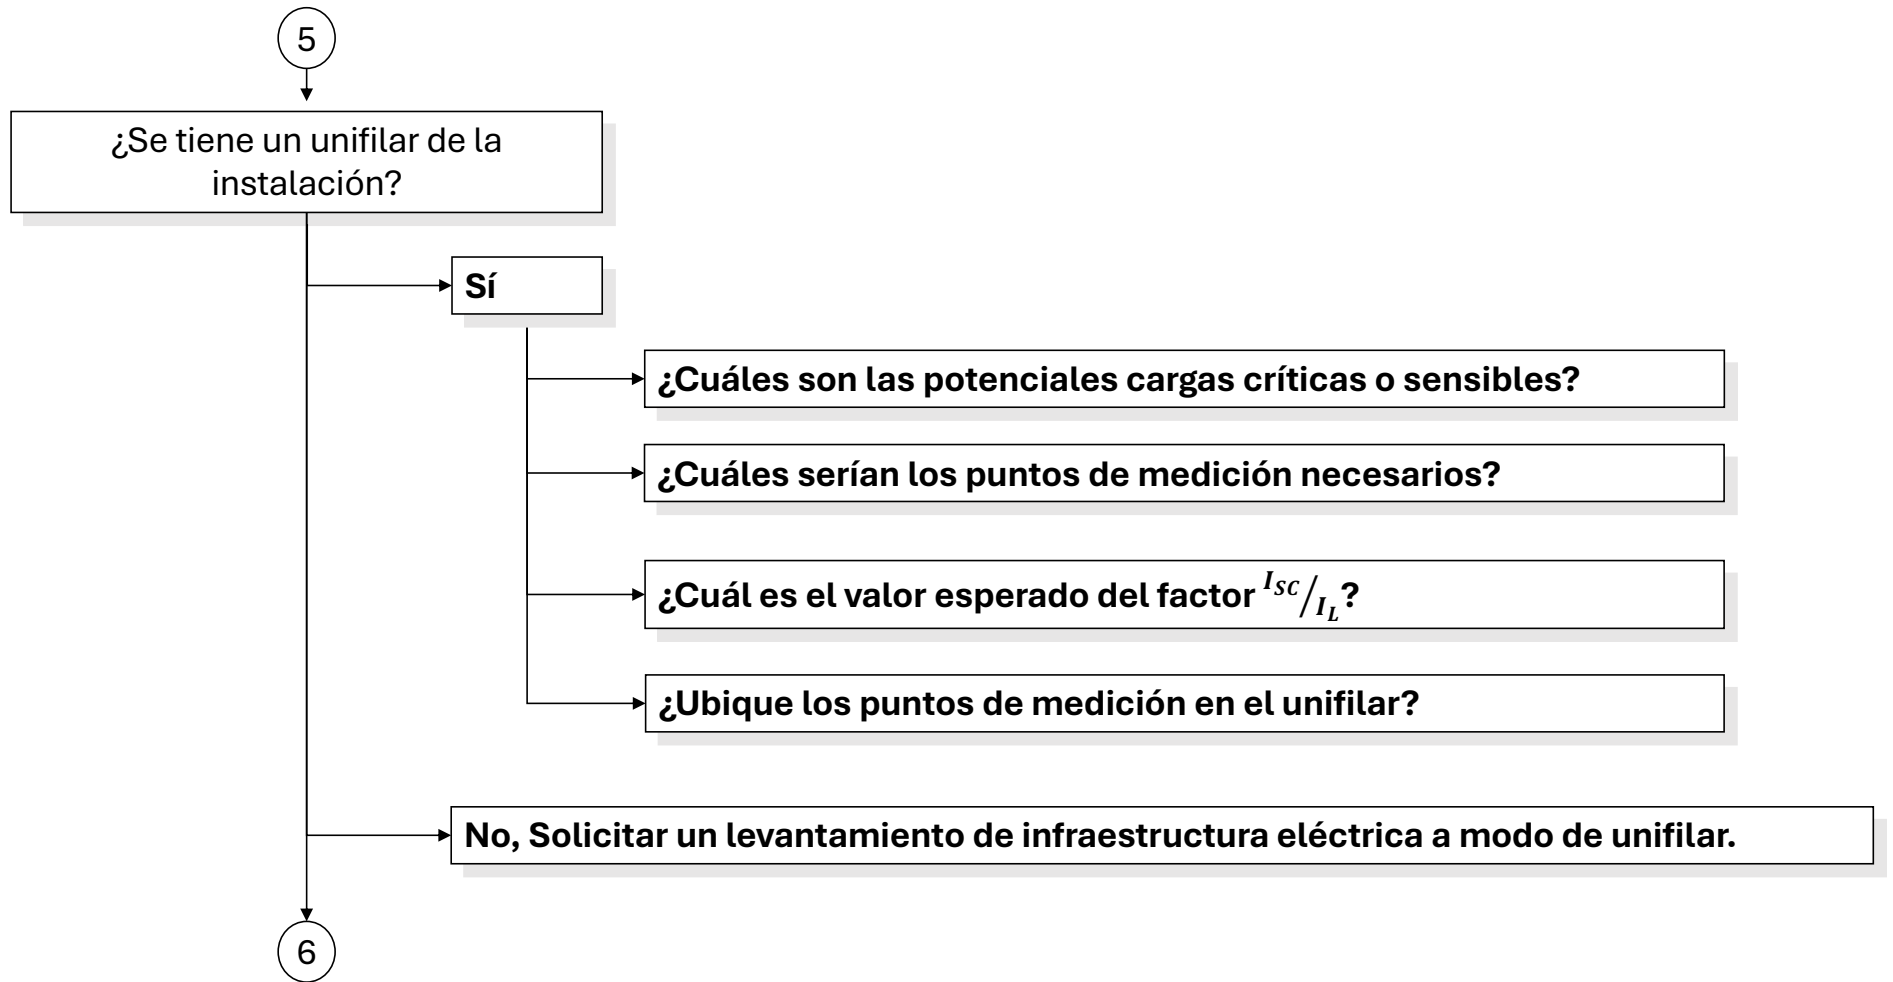 5
¿Se tiene un unifilar de la
instalación?
Sí
¿Cuáles son las potenciales cargas críticas o sensibles?
¿Cuáles serían los puntos de medición necesarios?
¿Cuál es el valor esperado del factor I_SC/I_L?
¿Ubique los puntos de medición en el unifilar?
No, Solicitar un levantamiento de infraestructura eléctrica a modo de unifilar.
6